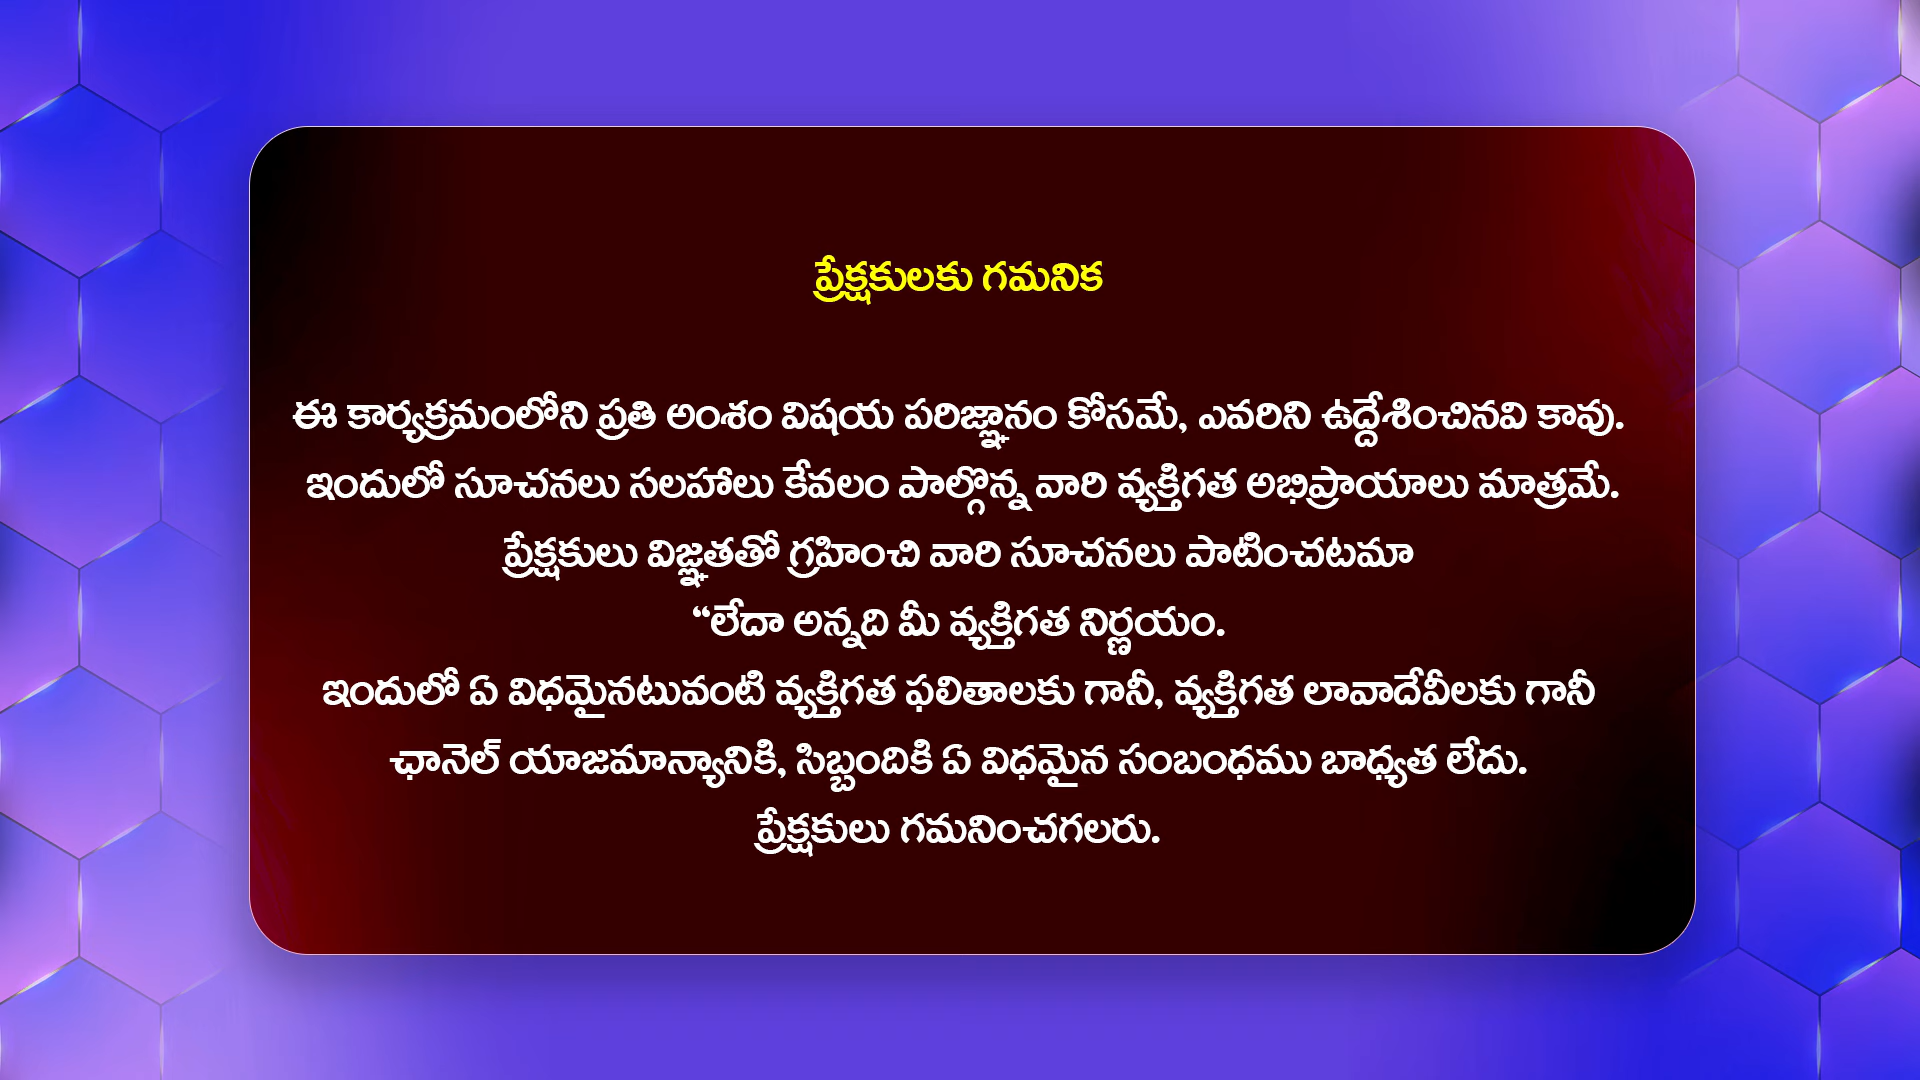 ప్రేక్షకులకు గమనిక
ఈ కార్యక్రమంలోని ప్రతి అంశం విషయ పరిజ్ఞానం కోసమే, ఎవరిని ఉద్దేశించినవి కావు.
ఇందులో సూచనలు సలహాలు కేవలం పాల్గొన్న వారి వ్యక్తిగత అభిప్రాయాలు మాత్రమే.
ప్రేక్షకులు విజ్ఞతతో గ్రహించి వారి సూచనలు పాటించటమా
“లేదా అన్నది మీ వ్యక్తిగత నిర్ణయం.
ఇందులో ఏ విధమైనటువంటి వ్యక్తిగత ఫలితాలకు గానీ, వ్యక్తిగత లావాదేవీలకు గానీ
ఛానెల్ యాజమాన్యానికి, సిబ్బందికి ఏ విధమైన సంబంధము బాధ్యత లేదు.
ప్రేక్షకులు గమనించగలరు.